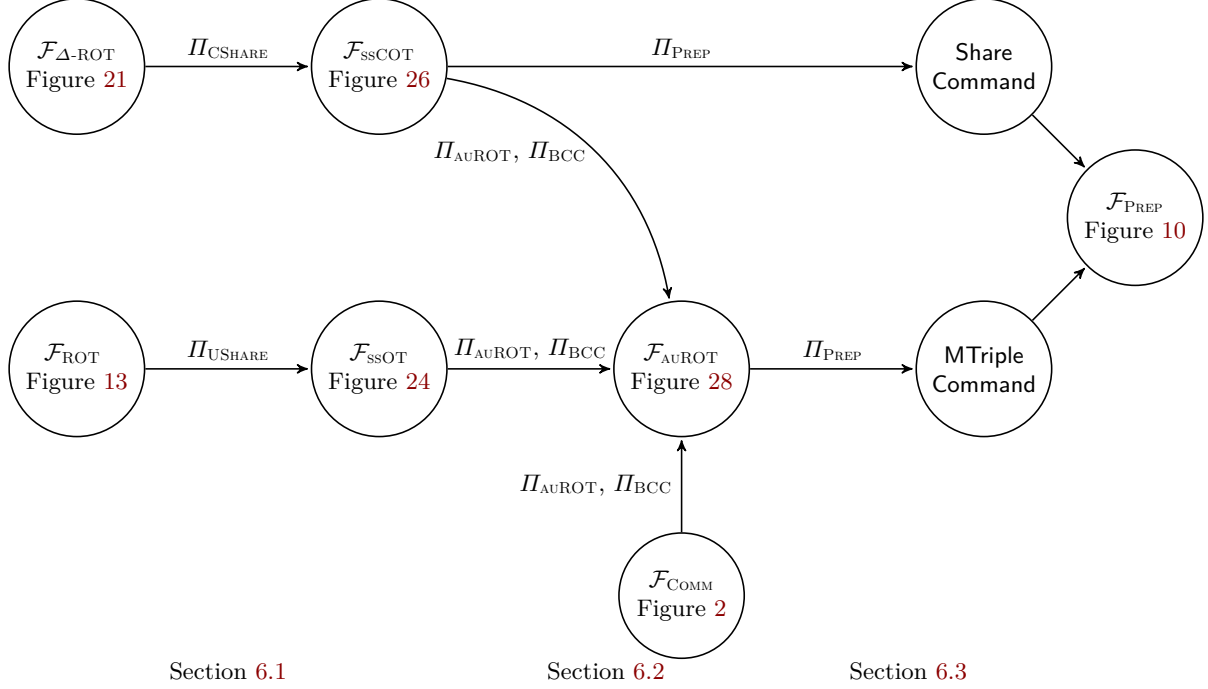 𝓕Δ-ROT
Figure 21
ΠCSHARE
𝓕ssCOT
Figure 26
ΠPREP
Share
Command
ΠAuROT, ΠBCC
𝓕PREP
Figure 10
𝓕ROT
Figure 13
ΠUSHARE
𝓕ssOT
Figure 24
ΠAuROT, ΠBCC
𝓕AuROT
Figure 28
ΠPREP
MTriple
Command
ΠAuROT, ΠBCC
𝓕COMM
Figure 2
Section 6.1
Section 6.2
Section 6.3